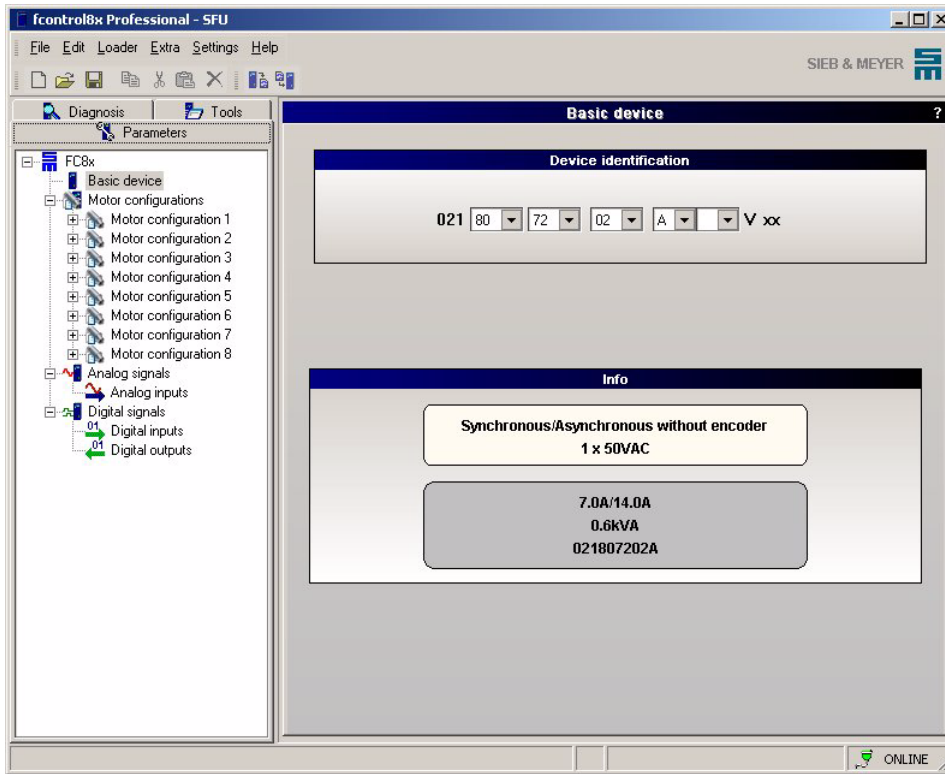 fcontrol8x Professional - SFU
File Edit Loader Extra Settings Help
SIEB & MEYER
Diagnosis Tools
Parameters
FC8x
Basic device
Motor configurations
Motor configuration 1
Motor configuration 2
Motor configuration 3
Motor configuration 4
Motor configuration 5
Motor configuration 6
Motor configuration 7
Motor configuration 8
Analog signals
Analog inputs
Digital signals
01 Digital inputs
01 Digital outputs
Basic device ?
Device identification
021 80 72 02 A V xx
Info
Synchronous/Asynchronous without encoder
1 x 50VAC
7.0A/14.0A
0.6kVA
021807202A
ONLINE